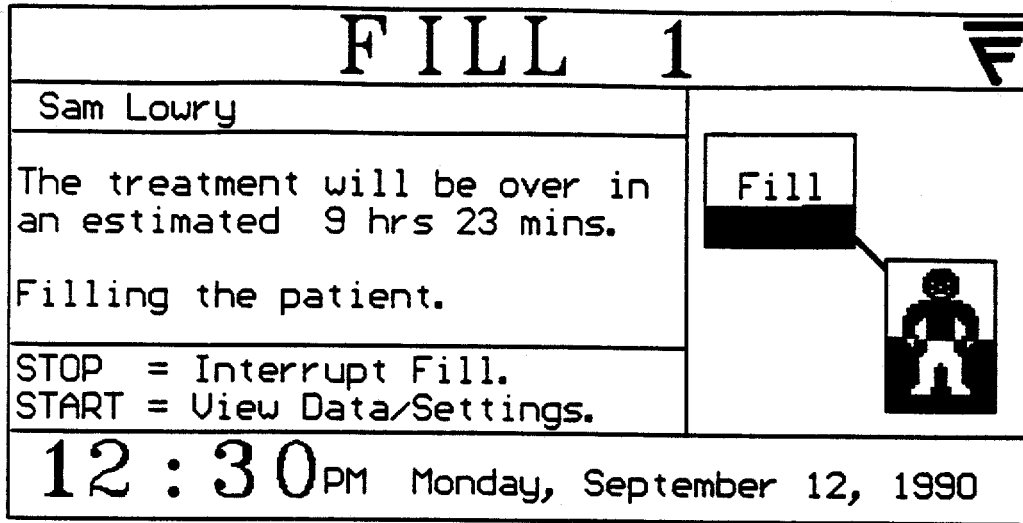 FILL 1
Sam Lowry
The treatment will be over in
an estimated 9 hrs 23 mins.
Filling the patient.
Fill
STOP = Interrupt Fill.
START = View Data/Settings.
12:30PM Monday, September 12, 1990